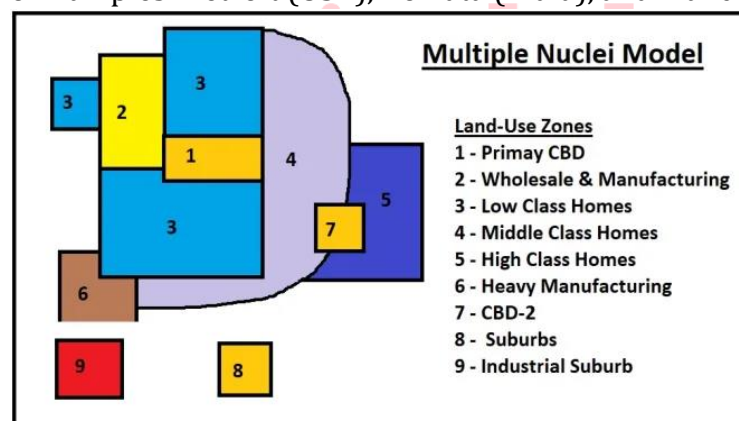 Multiple Nuclei Model
3
3
2
1
4
5
3
7
6
9
8
Land-Use Zones
1 - Primay CBD
2 - Wholesale & Manufacturing
3 - Low Class Homes
4 - Middle Class Homes
5 - High Class Homes
6 - Heavy Manufacturing
7 - CBD-2
8 - Suburbs
9 - Industrial Suburb